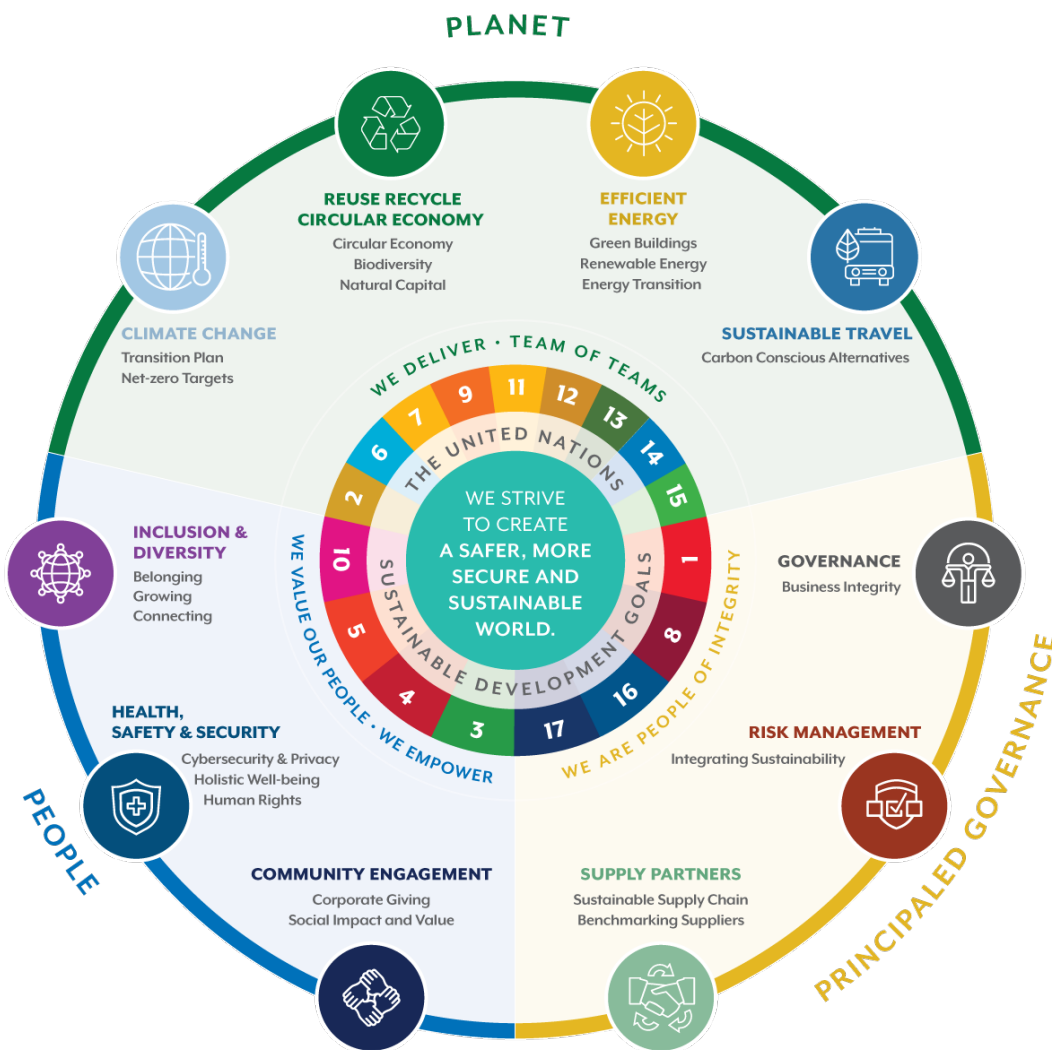 PLANET
REUSE RECYCLE
CIRCULAR ECONOMY
Circular Economy
Biodiversity
Natural Capital
EFFICIENT
ENERGY
Green Buildings
Renewable Energy
Energy Transition
CLIMATE CHANGE
Transition Plan
Net-zero Targets
SUSTAINABLE TRAVEL
Carbon Conscious Alternatives
WE DELIVER · TEAM OF TEAMS
2
6
7
9
11
12
13
14
15
1
8
16
17
3
4
5
10
THE UNITED NATIONS
SUSTAINABLE DEVELOPMENT GOALS
WE STRIVE
TO CREATE
A SAFER, MORE
SECURE AND
SUSTAINABLE
WORLD.
WE VALUE OUR PEOPLE · WE EMPOWER
WE ARE PEOPLE OF INTEGRITY
INCLUSION &
DIVERSITY
Belonging
Growing
Connecting
GOVERNANCE
Business Integrity
HEALTH,
SAFETY & SECURITY
Cybersecurity & Privacy
Holistic Well-being
Human Rights
RISK MANAGEMENT
Integrating Sustainability
PEOPLE
PRINCIPALED GOVERNANCE
COMMUNITY ENGAGEMENT
Corporate Giving
Social Impact and Value
SUPPLY PARTNERS
Sustainable Supply Chain
Benchmarking Suppliers